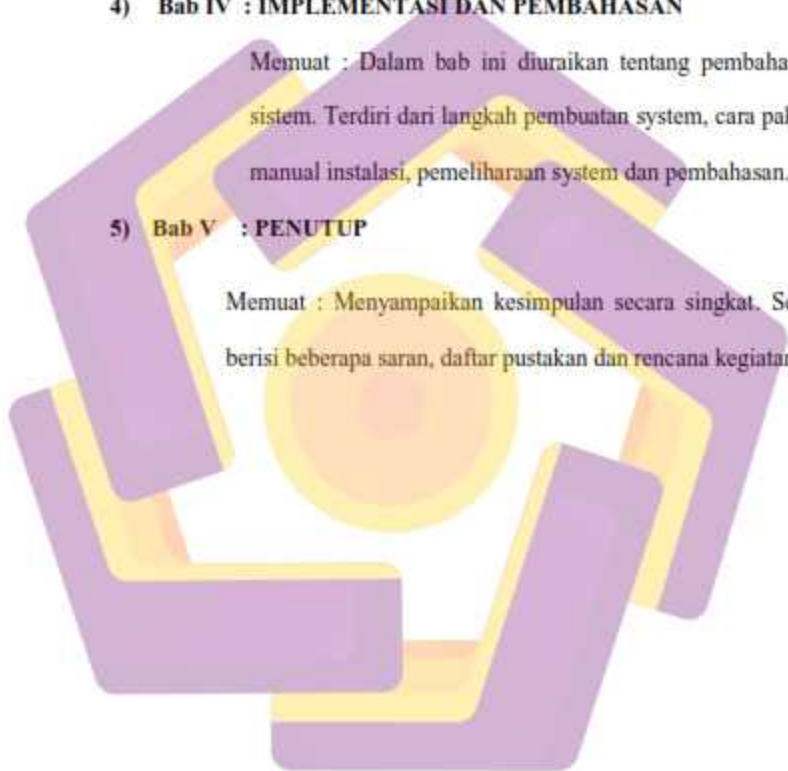 4) Bab IV : IMPLEMENTASI DAN PEMBAHASAN
Memuat : Dalam bab ini diuraikan tentang
sistem. Terdiri dari langkah pembuatan system, cara
manual instalasi, pemeliharaan system dan pembahasan.
5) Bab V : PENUTUP
Memuat : Menyampaikan kesimpulan secara singkat.
berisi beberapa saran, daftar pustakan dan rencana kegiatan